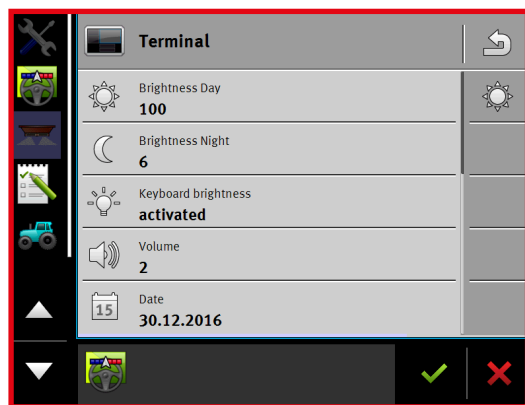 Terminal
Brightness Day
100
Brightness Night
6
Keyboard brightness
activated
Volume
2
15
Date
30.12.2016